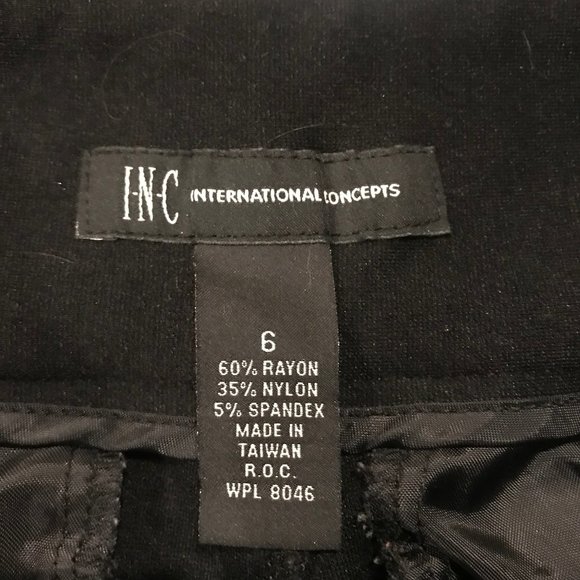 I·N·C INTERNATIONAL CONCEPTS
6
60% RAYON
35% NYLON
5% SPANDEX
MADE IN
TAIWAN
R.O.C.
WPL 8046